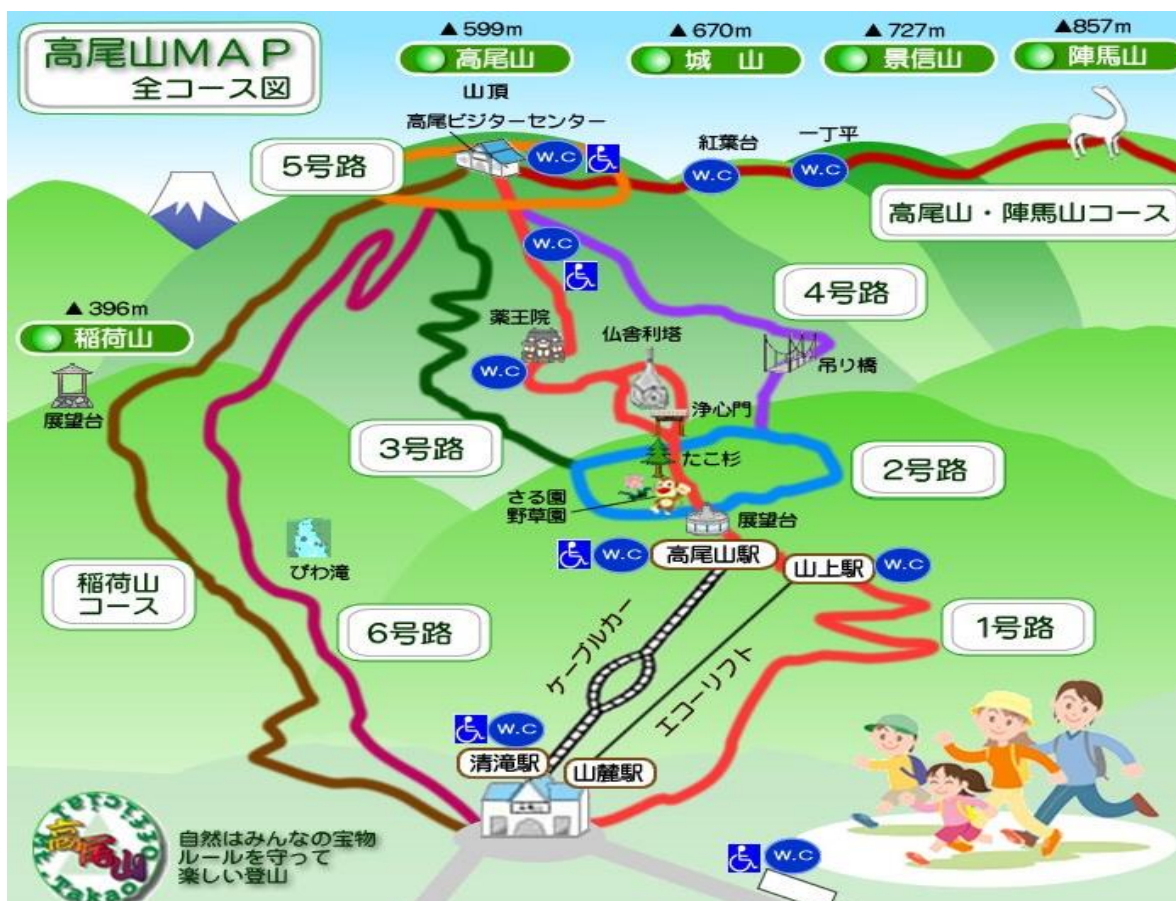 高尾山MAP
全コース図
▲599m
高尾山
▲670m
城 山
▲727m
景信山
▲857m
陣馬山
山頂
高尾ビジターセンター
W.C
5号路
紅葉台
W.C
一丁平
W.C
高尾山・陣馬山コース
W.C
4号路
▲396m
稲荷山
展望台
薬王院
W.C
仏舎利塔
吊り橋
浄心門
3号路
たこ杉
2号路
さる園
野草園
展望台
W.C
高尾山駅
山上駅
W.C
びわ滝
稲荷山
コース
6号路
1号路
ケーブルカー
エコーリフト
W.C
清滝駅
山麓駅
W.C
高尾山
Official
Mt.Takao
自然はみんなの宝物
ルールを守って
楽しい登山